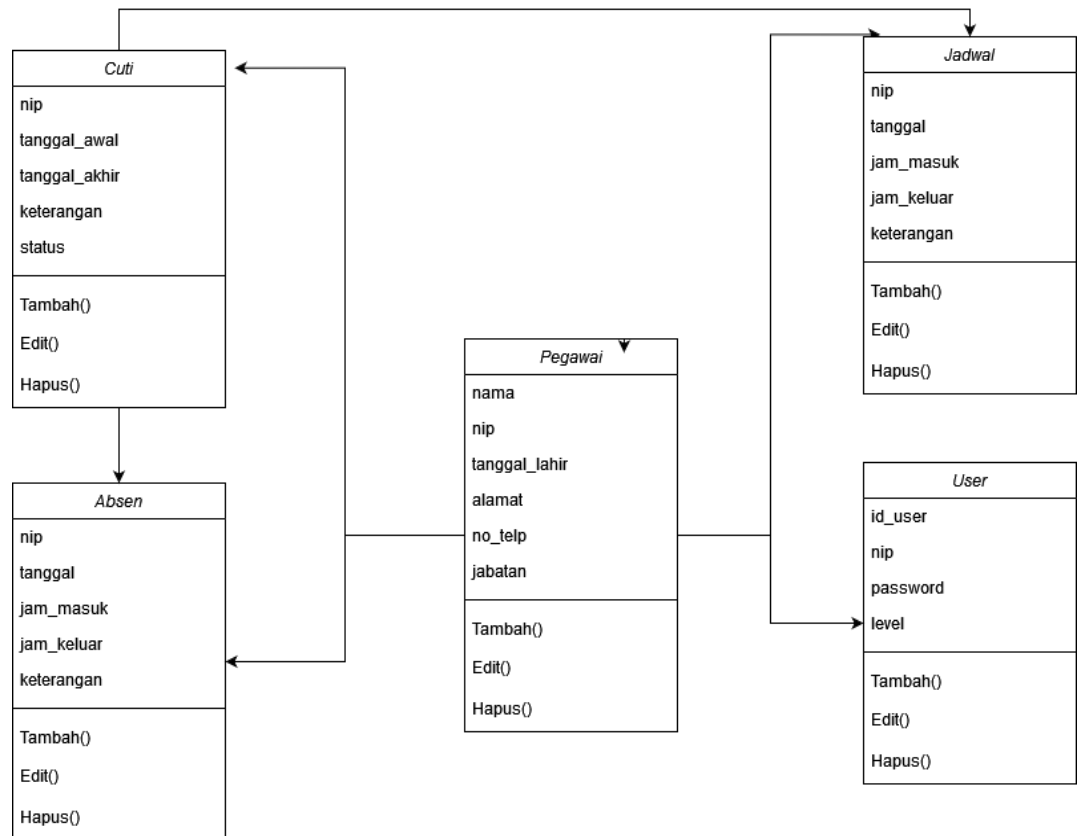 Cuti
nip
tanggal_awal
tanggal_akhir
keterangan
status
Tambah()
Edit()
Hapus()
Jadwal
nip
tanggal
jam_masuk
jam_keluar
keterangan
Tambah()
Edit()
Hapus()
Pegawai
nama
nip
tanggal_lahir
alamat
no_telp
jabatan
Tambah()
Edit()
Hapus()
Absen
nip
tanggal
jam_masuk
jam_keluar
keterangan
Tambah()
Edit()
Hapus()
User
id_user
nip
password
level
Tambah()
Edit()
Hapus()